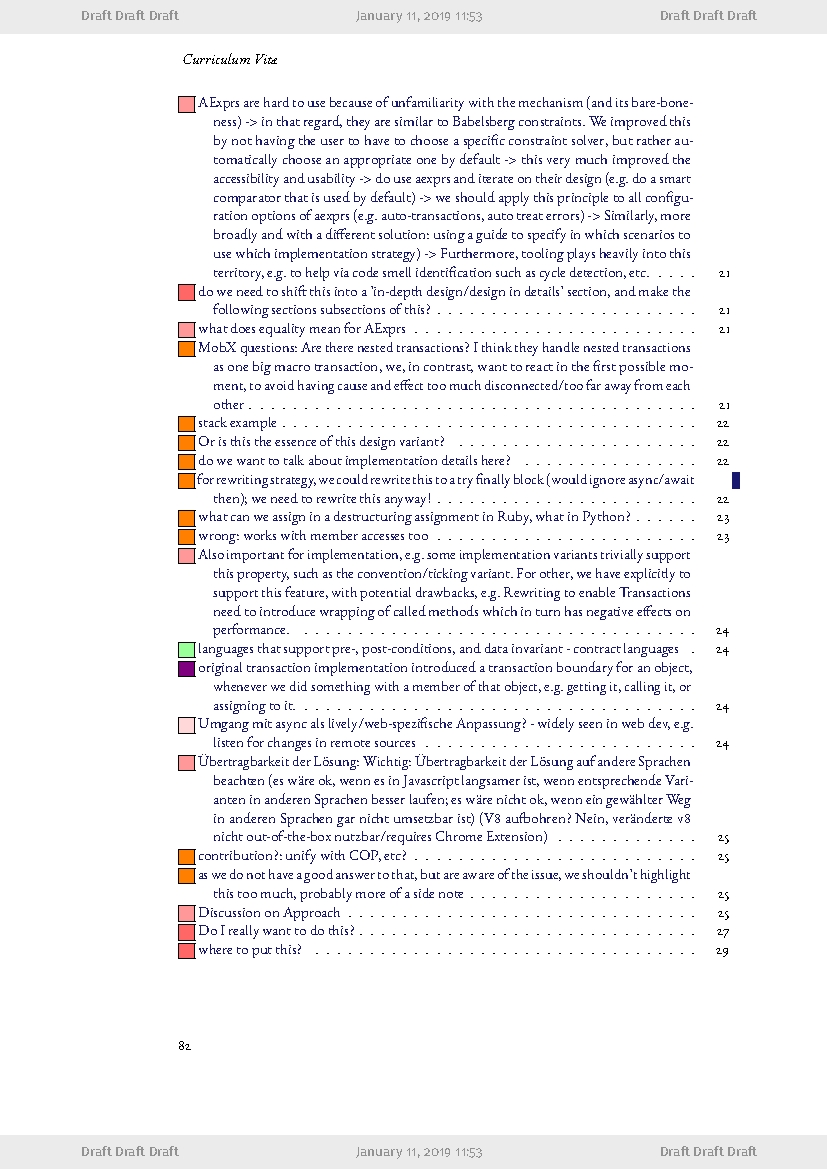 Draft Draft Draft January 11, 2019 11:53 Draft Draft Draft
Curriculum Vitæ
AExprs are hard to use because of unfamiliarity with the mechanism (and its bare-bone-
ness) -> in that regard, they are similar to Babelsberg constraints. We improved this
by not having the user to have to choose a specific constraint solver, but rather au-
tomatically choose an appropriate one by default -> this very much improved the
accessibility and usability -> do use aexprs and iterate on their design (e.g. do a smart
comparator that is used by default) -> we should apply this principle to all configu-
ration options of aexprs (e.g. auto-transactions, auto treat errors) -> Similarly, more
broadly and with a different solution: using a guide to specify in which scenarios to
use which implementation strategy) -> Furthermore, tooling plays heavily into this
territory, e.g. to help via code smell identification such as cycle detection, etc. . . . . . 21
do we need to shift this into a 'in-depth design/design in details' section, and make the
following sections subsections of this? . . . . . . . . . . . . . . . . . . . . . . . . . . 21
what does equality mean for AExprs . . . . . . . . . . . . . . . . . . . . . . . . . . . . 21
MobX questions: Are there nested transactions? I think they handle nested transactions
as one big macro transaction, we, in contrast, want to react in the first possible mo-
ment, to avoid having cause and effect too much disconnected/too far away from each
other . . . . . . . . . . . . . . . . . . . . . . . . . . . . . . . . . . . . . . . . . . . 21
stack example . . . . . . . . . . . . . . . . . . . . . . . . . . . . . . . . . . . . . . . . 22
Or is this the essence of this design variant? . . . . . . . . . . . . . . . . . . . . . . . . 22
do we want to talk about implementation details here? . . . . . . . . . . . . . . . . . . 22
for rewriting strategy, we could rewrite this to a try finally block (would ignore async/await
then); we need to rewrite this anyway! . . . . . . . . . . . . . . . . . . . . . . . . . . 22
what can we assign in a destructuring assignment in Ruby, what in Python? . . . . . . . 23
wrong: works with member accesses too . . . . . . . . . . . . . . . . . . . . . . . . . . 23
Also important for implementation, e.g. some implementation variants trivially support
this property, such as the convention/ticking variant. For other, we have explicitly to
support this feature, with potential drawbacks, e.g. Rewriting to enable Transactions
need to introduce wrapping of called methods which in turn has negative effects on
performance. . . . . . . . . . . . . . . . . . . . . . . . . . . . . . . . . . . . . . . 24
languages that support pre-, post-conditions, and data invariant - contract languages . 24
original transaction implementation introduced a transaction boundary for an object,
whenever we did something with a member of that object, e.g. getting it, calling it, or
assigning to it. . . . . . . . . . . . . . . . . . . . . . . . . . . . . . . . . . . . . . . 24
Umgang mit async als lively/web-spezifische Anpassung? - widely seen in web dev, e.g.
listen for changes in remote sources . . . . . . . . . . . . . . . . . . . . . . . . . . . 24
Übertragbarkeit der Lösung: Wichtig: Übertragbarkeit der Lösung auf andere Sprachen
beachten (es wäre ok, wenn es in Javascript langsamer ist, wenn entsprechende Vari-
anten in anderen Sprachen besser laufen; es wäre nicht ok, wenn ein gewählter Weg
in anderen Sprachen gar nicht umsetzbar ist) (V8 aufbohren? Nein, veränderte v8
nicht out-of-the-box nutzbar/requires Chrome Extension) . . . . . . . . . . . . . . 25
contribution?: unify with COP, etc? . . . . . . . . . . . . . . . . . . . . . . . . . . . . 25
as we do not have a good answer to that, but are aware of the issue, we shouldn't highlight
this too much, probably more of a side note . . . . . . . . . . . . . . . . . . . . . . . 25
Discussion on Approach . . . . . . . . . . . . . . . . . . . . . . . . . . . . . . . . . . 25
Do I really want to do this? . . . . . . . . . . . . . . . . . . . . . . . . . . . . . . . . . 27
where to put this? . . . . . . . . . . . . . . . . . . . . . . . . . . . . . . . . . . . . . 29
82
Draft Draft Draft January 11, 2019 11:53 Draft Draft Draft